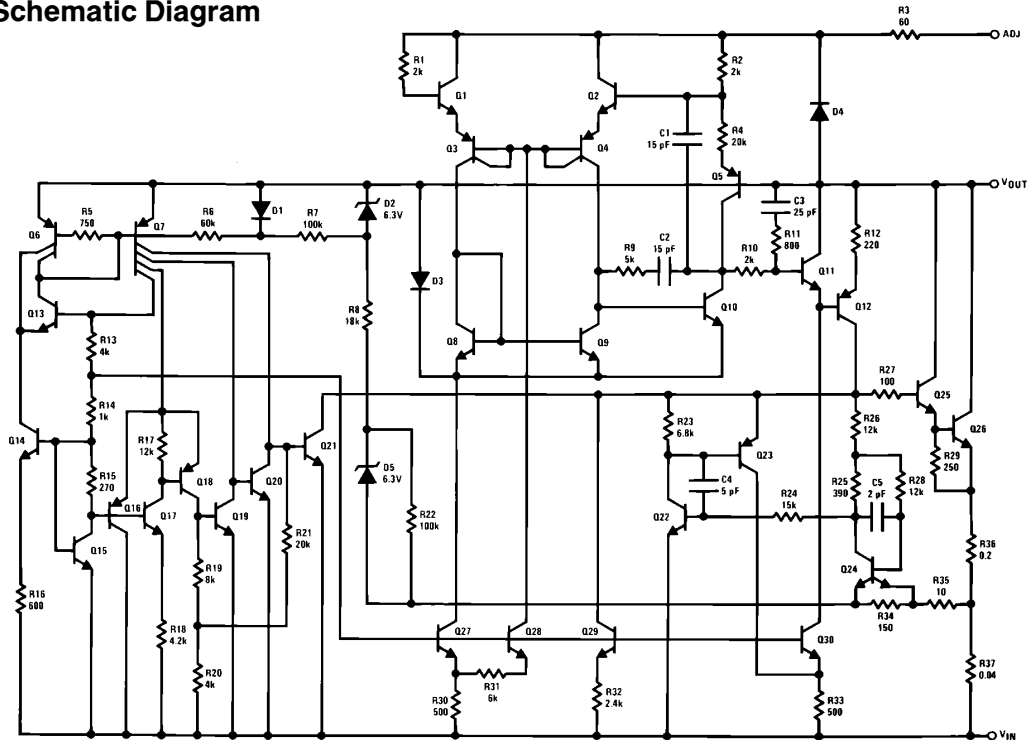 Schematic Diagram
R3
60
ADJ
R1
2k
Q1
Q2
R2
2k
D4
C1
15 pF
R4
20k
Q3
Q4
Q5
VOUT
R5
750
Q6
Q7
R6
60k
D1
R7
100k
D2
6.3V
C3
25 pF
R11
800
R12
220
R9
5k
C2
15 pF
R10
2k
Q11
D3
Q12
Q13
R8
18k
Q10
R13
4k
Q8
Q9
R27
100
Q25
R14
1k
Q14
R17
12k
Q21
R23
6.8k
Q23
R26
12k
Q26
R29
250
R15
270
Q18
Q20
D5
6.3V
C4
5 pF
R25
390
C5
2 pF
R28
12k
Q16
Q17
Q19
R22
100k
R24
15k
Q22
R21
20k
Q15
R36
0.2
R19
8k
Q24
R16
600
R35
10
R34
150
R18
4.2k
Q27
Q28
Q29
Q30
R20
4k
R31
6k
R37
0.04
R30
500
R32
2.4k
R33
500
VIN